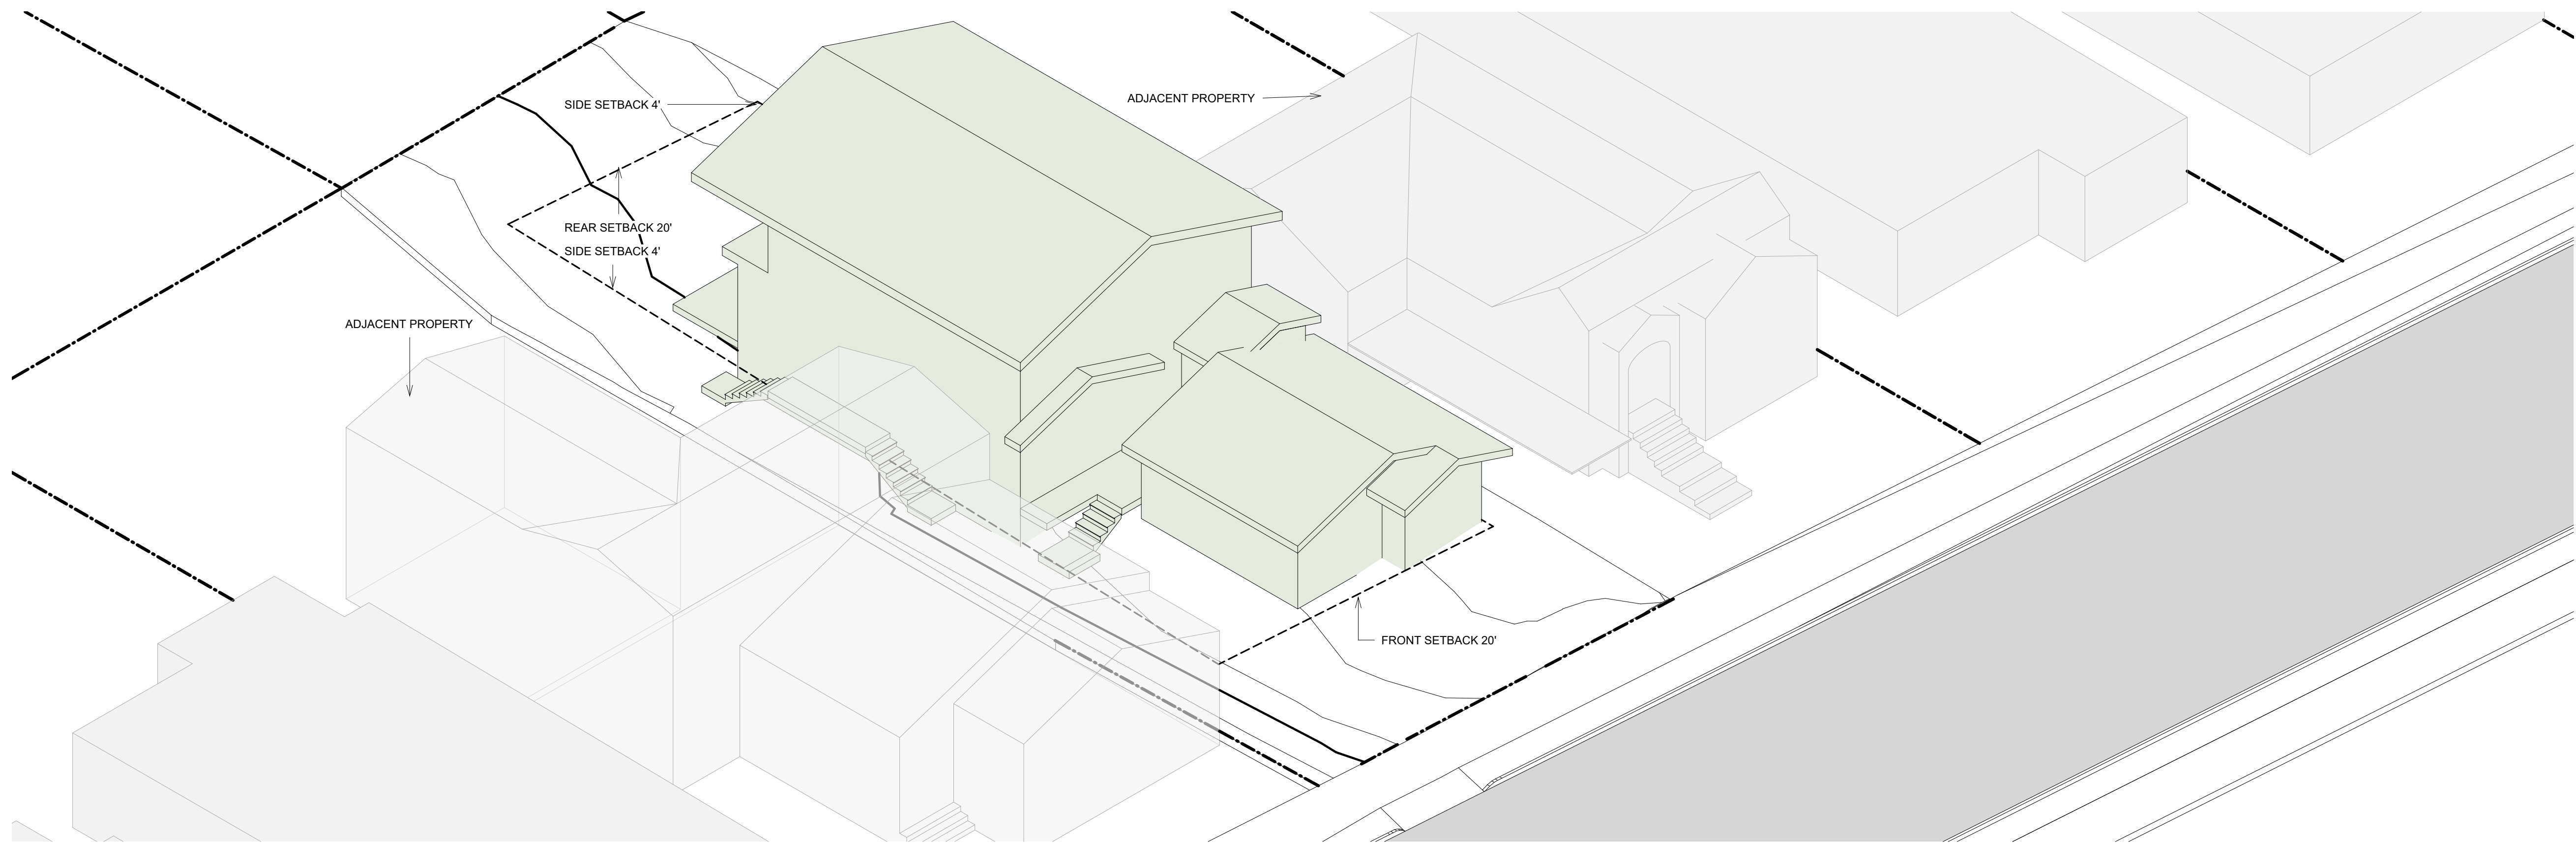 ADJACENT PROPERTY
SIDE SETBACK 4'
REAR SETBACK 20'
SIDE SETBACK 4'
ADJACENT PROPERTY
FRONT SETBACK 20'